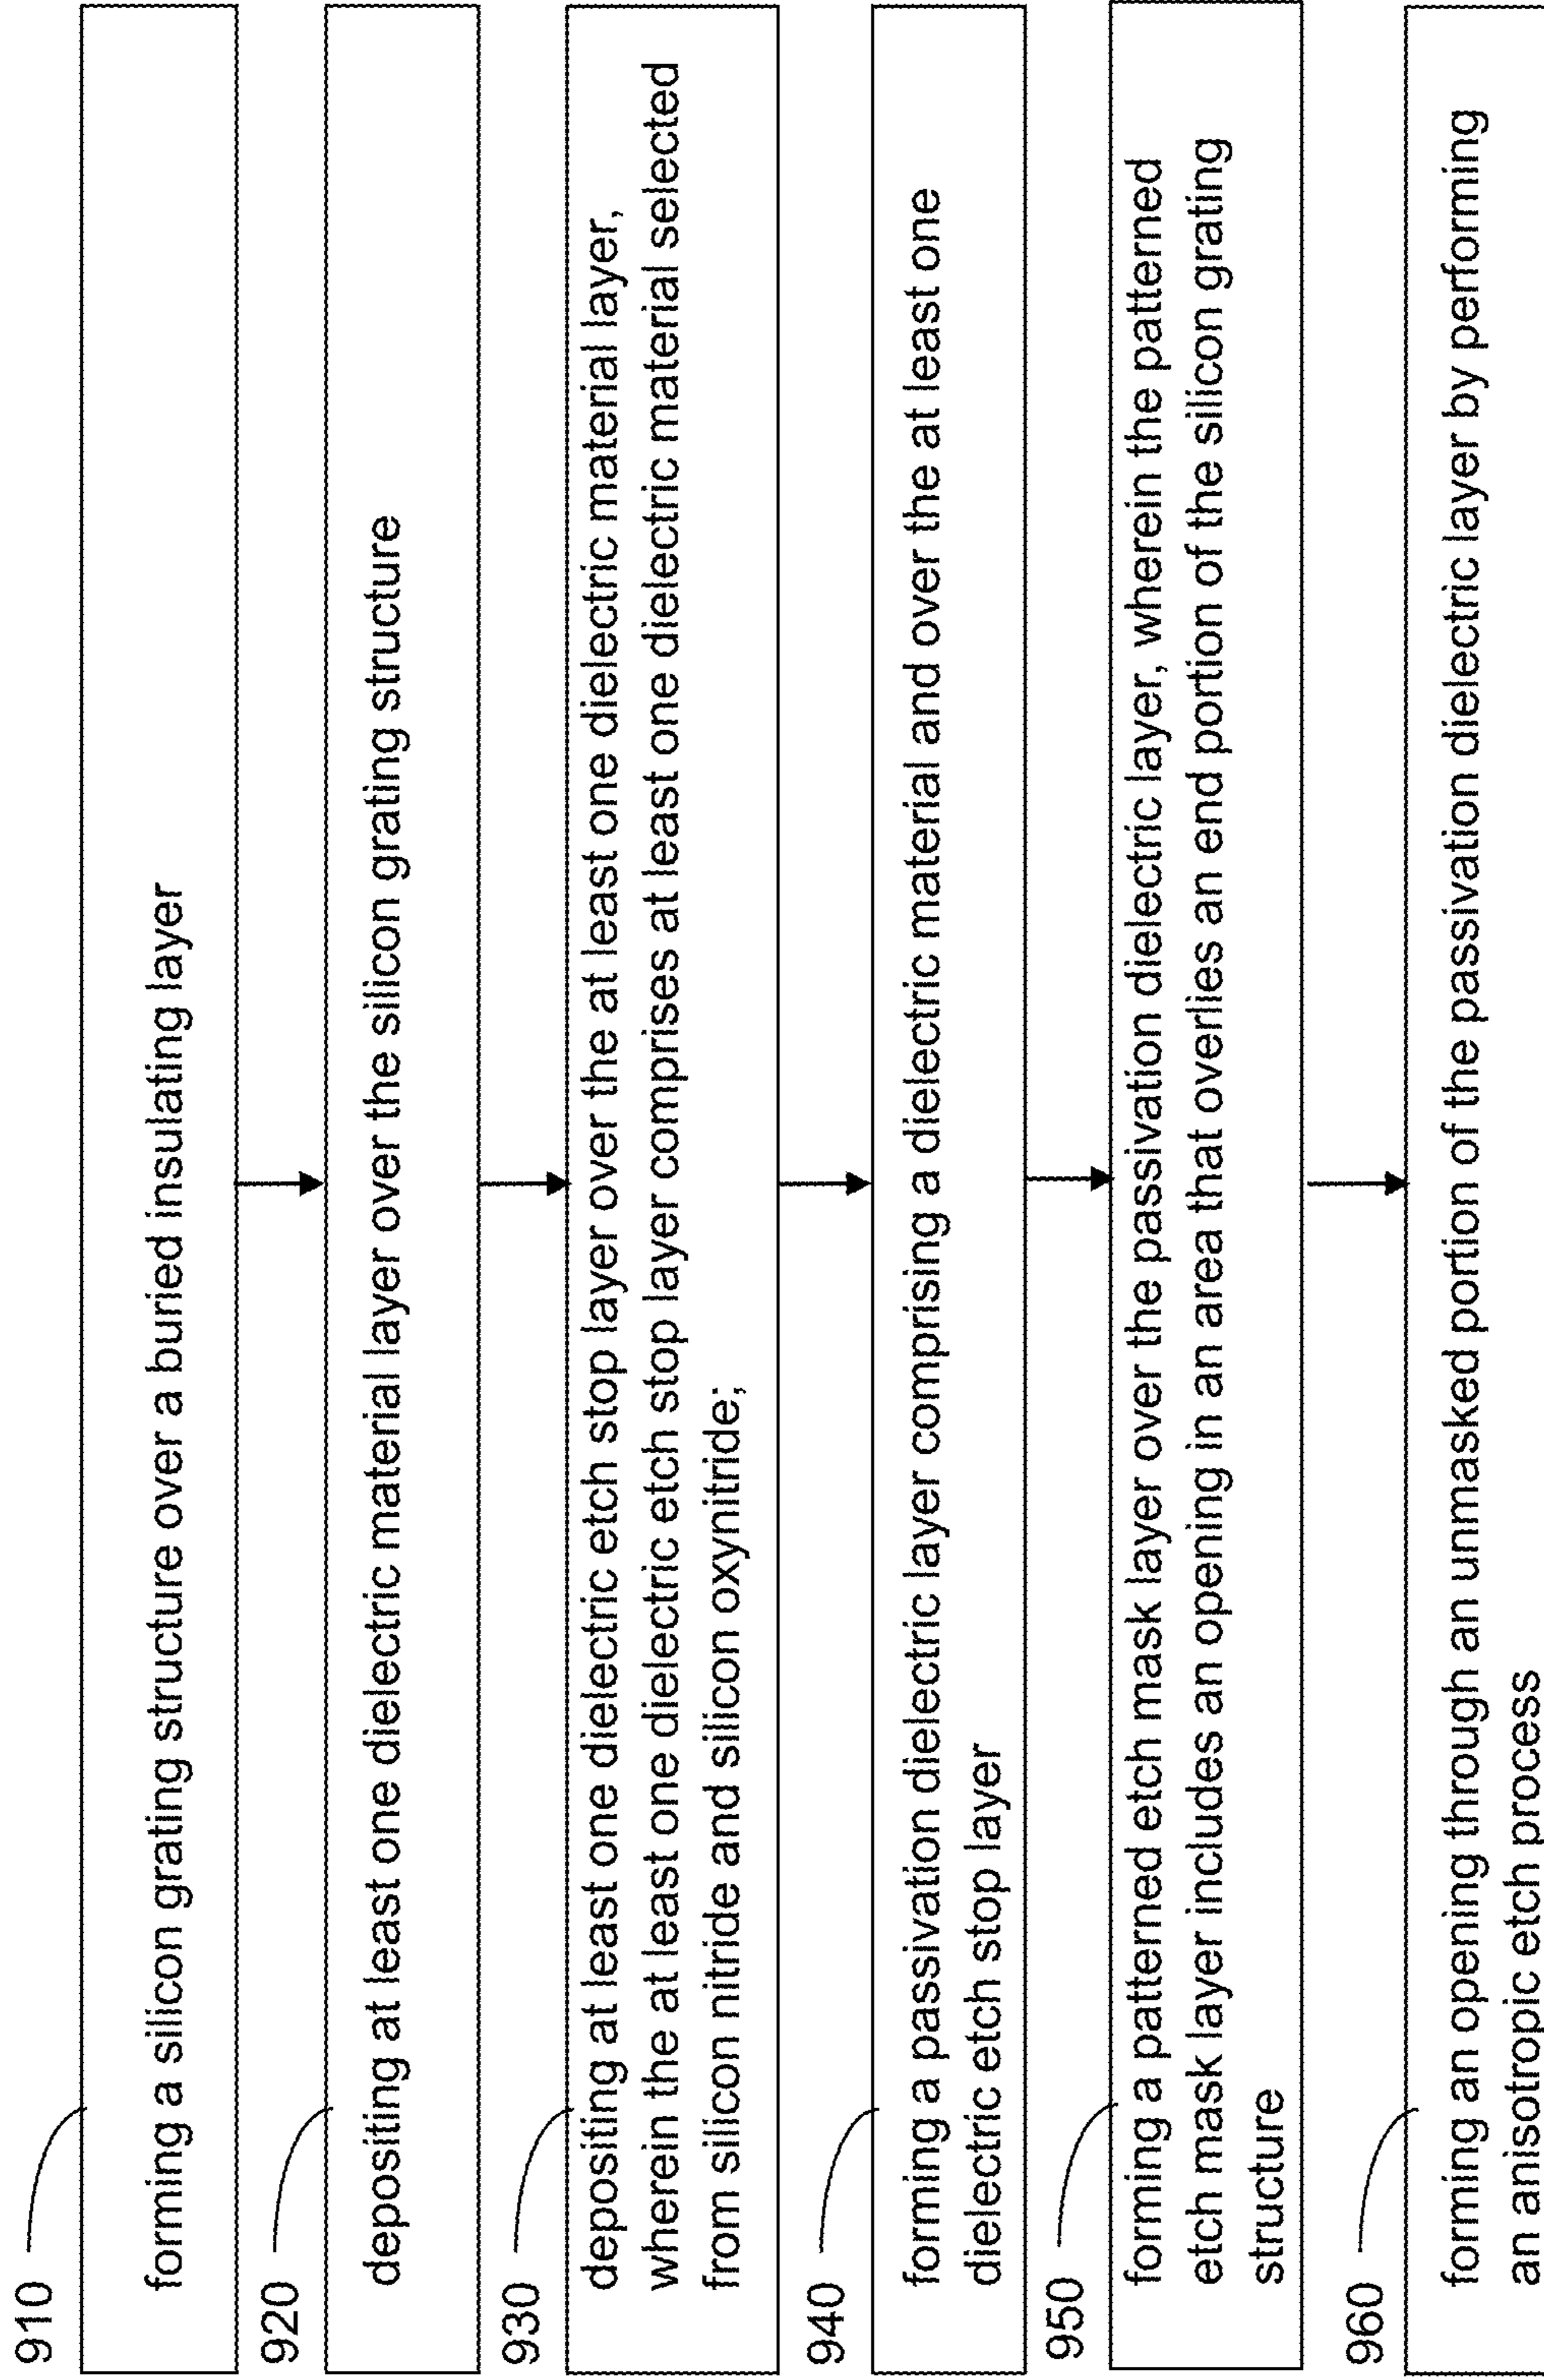 910
forming a silicon grating structure over a buried insulating layer
920
depositing at least one dielectric material layer over the silicon grating structure
930
depositing at least one dielectric etch stop layer over the at least one dielectric material layer,
wherein the at least one dielectric etch stop layer comprises at least one dielectric material selected
from silicon nitride and silicon oxynitride;
940
forming a passivation dielectric layer comprising a dielectric material and over the at least one
dielectric etch stop layer
950
forming a patterned etch mask layer over the passivation dielectric layer, wherein the patterned
etch mask layer includes an opening in an area that overlies an end portion of the silicon grating
structure
960
forming an opening through an unmasked portion of the passivation dielectric layer by performing
an anisotropic etch process